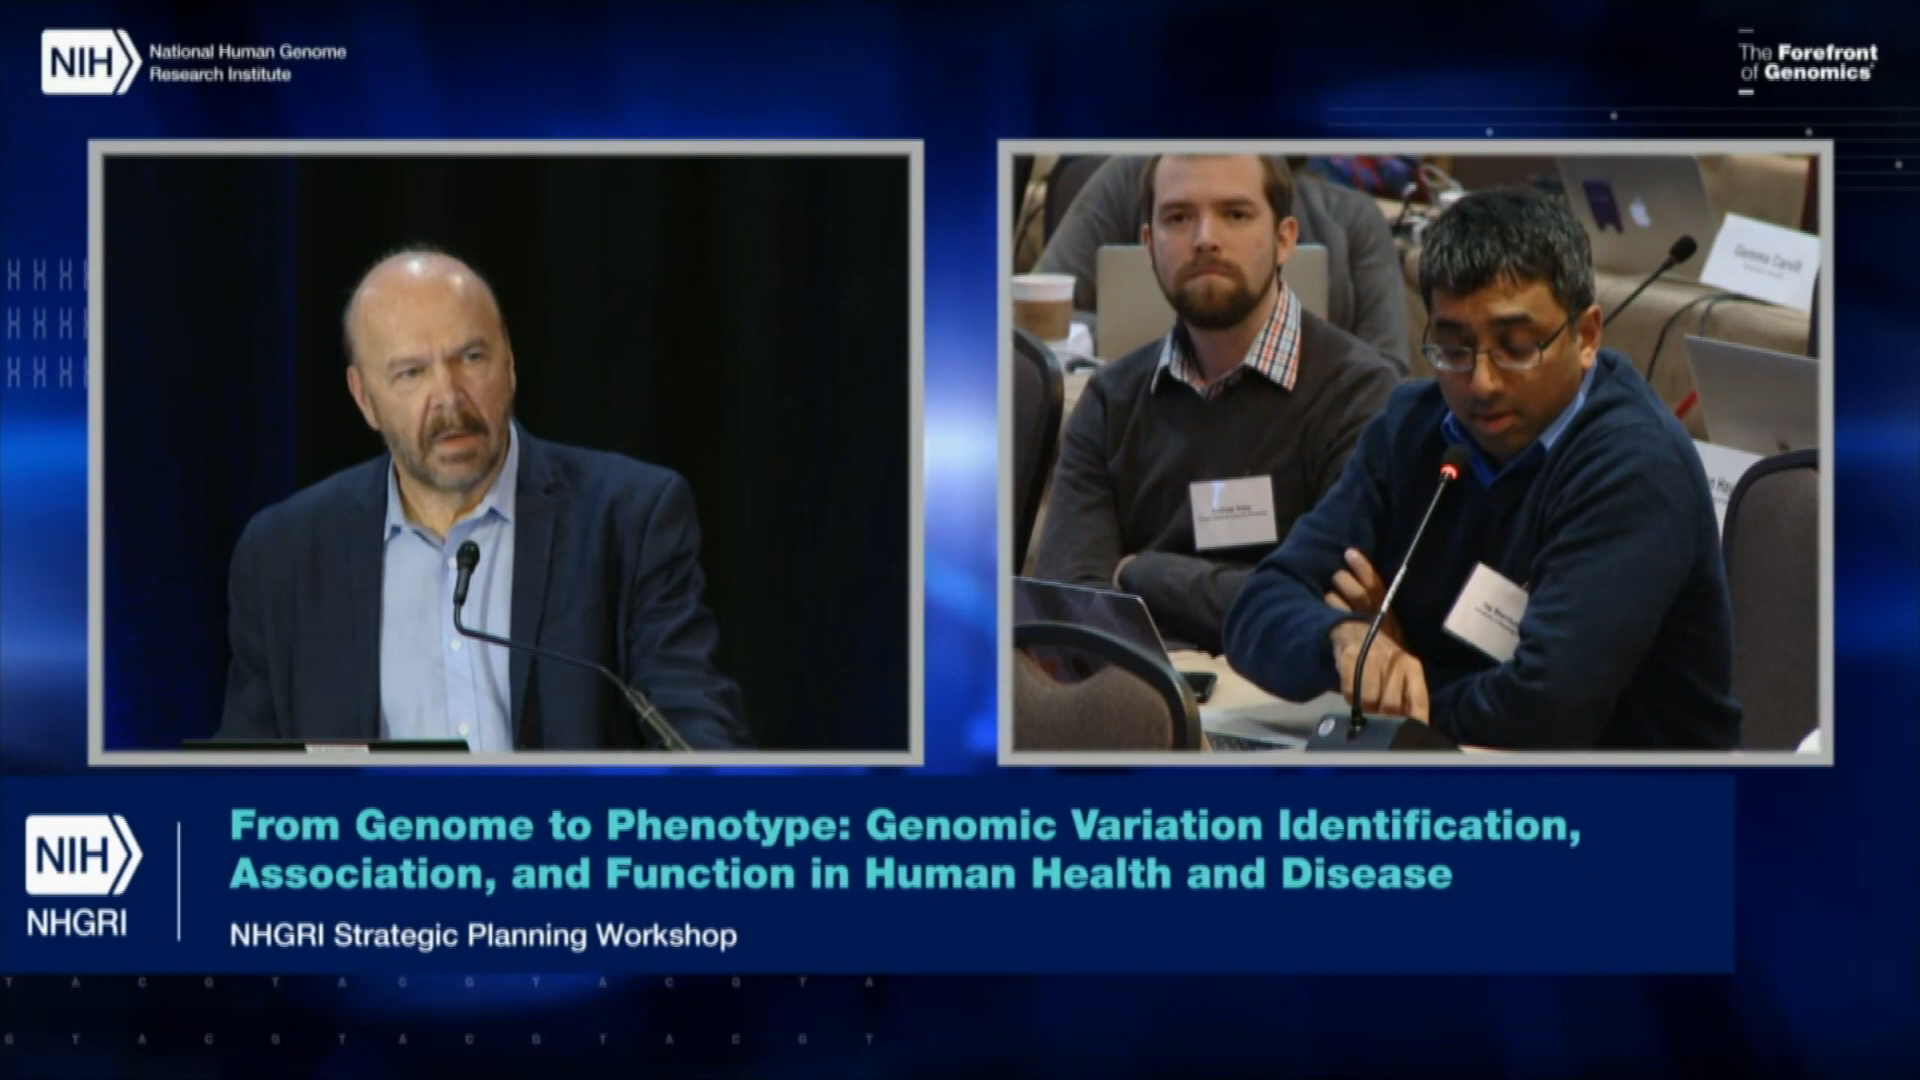 NIH
National Human Genome
Research Institute
The Forefront
of Genomics®
Gemma Carvill
NIH
NHGRI
From Genome to Phenotype: Genomic Variation Identification,
Association, and Function in Human Health and Disease
NHGRI Strategic Planning Workshop
T A C G T A C G T A C G T A
G T A C G T A C G T A C G T